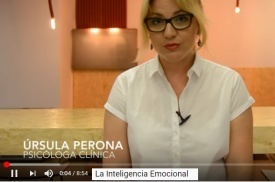 ÚRSULA PERONA
PSICÓLOGA CLÍNICA
0:04 / 8:54
La Inteligencia Emocional